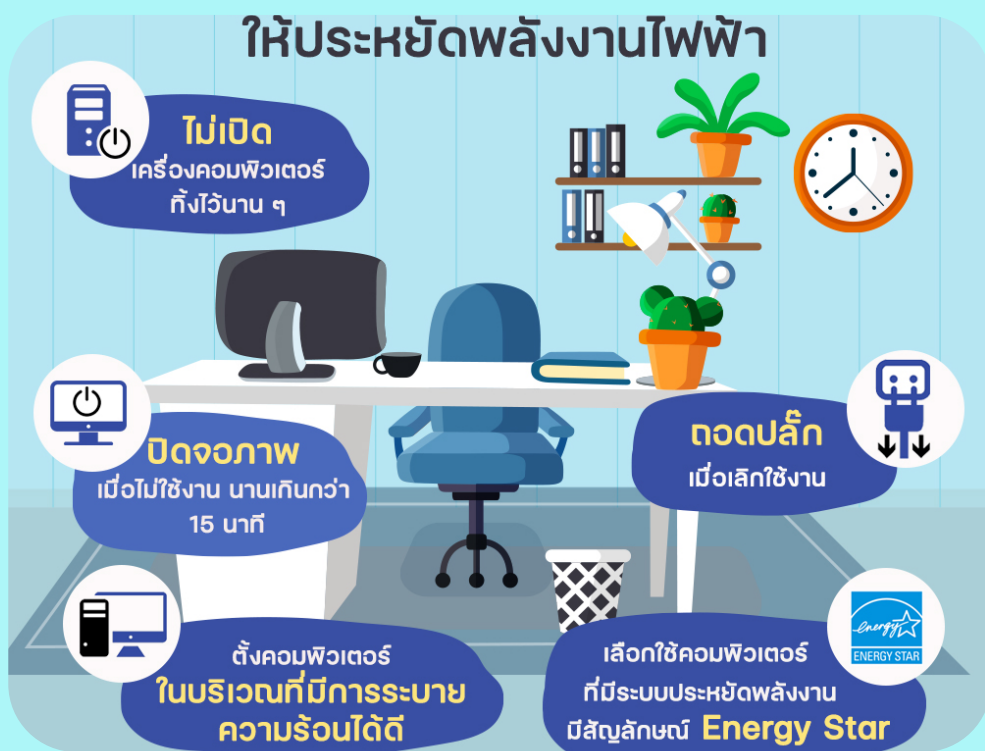 ให้ประหยัดพลังงานไฟฟ้า
ไม่เปิด
เครื่องคอมพิวเตอร์
ทิ้งไว้นาน ๆ
ปิดจอภาพ
เมื่อไม่ใช้งาน นานเกินกว่า
15 นาที
ถอดปลั๊ก
เมื่อเลิกใช้งาน
ตั้งคอมพิวเตอร์
ในบริเวณที่มีการระบาย
ความร้อนได้ดี
เลือกใช้คอมพิวเตอร์
ที่มีระบบประหยัดพลังงาน
มีสัญลักษณ์ Energy Star
energy
ENERGY STAR